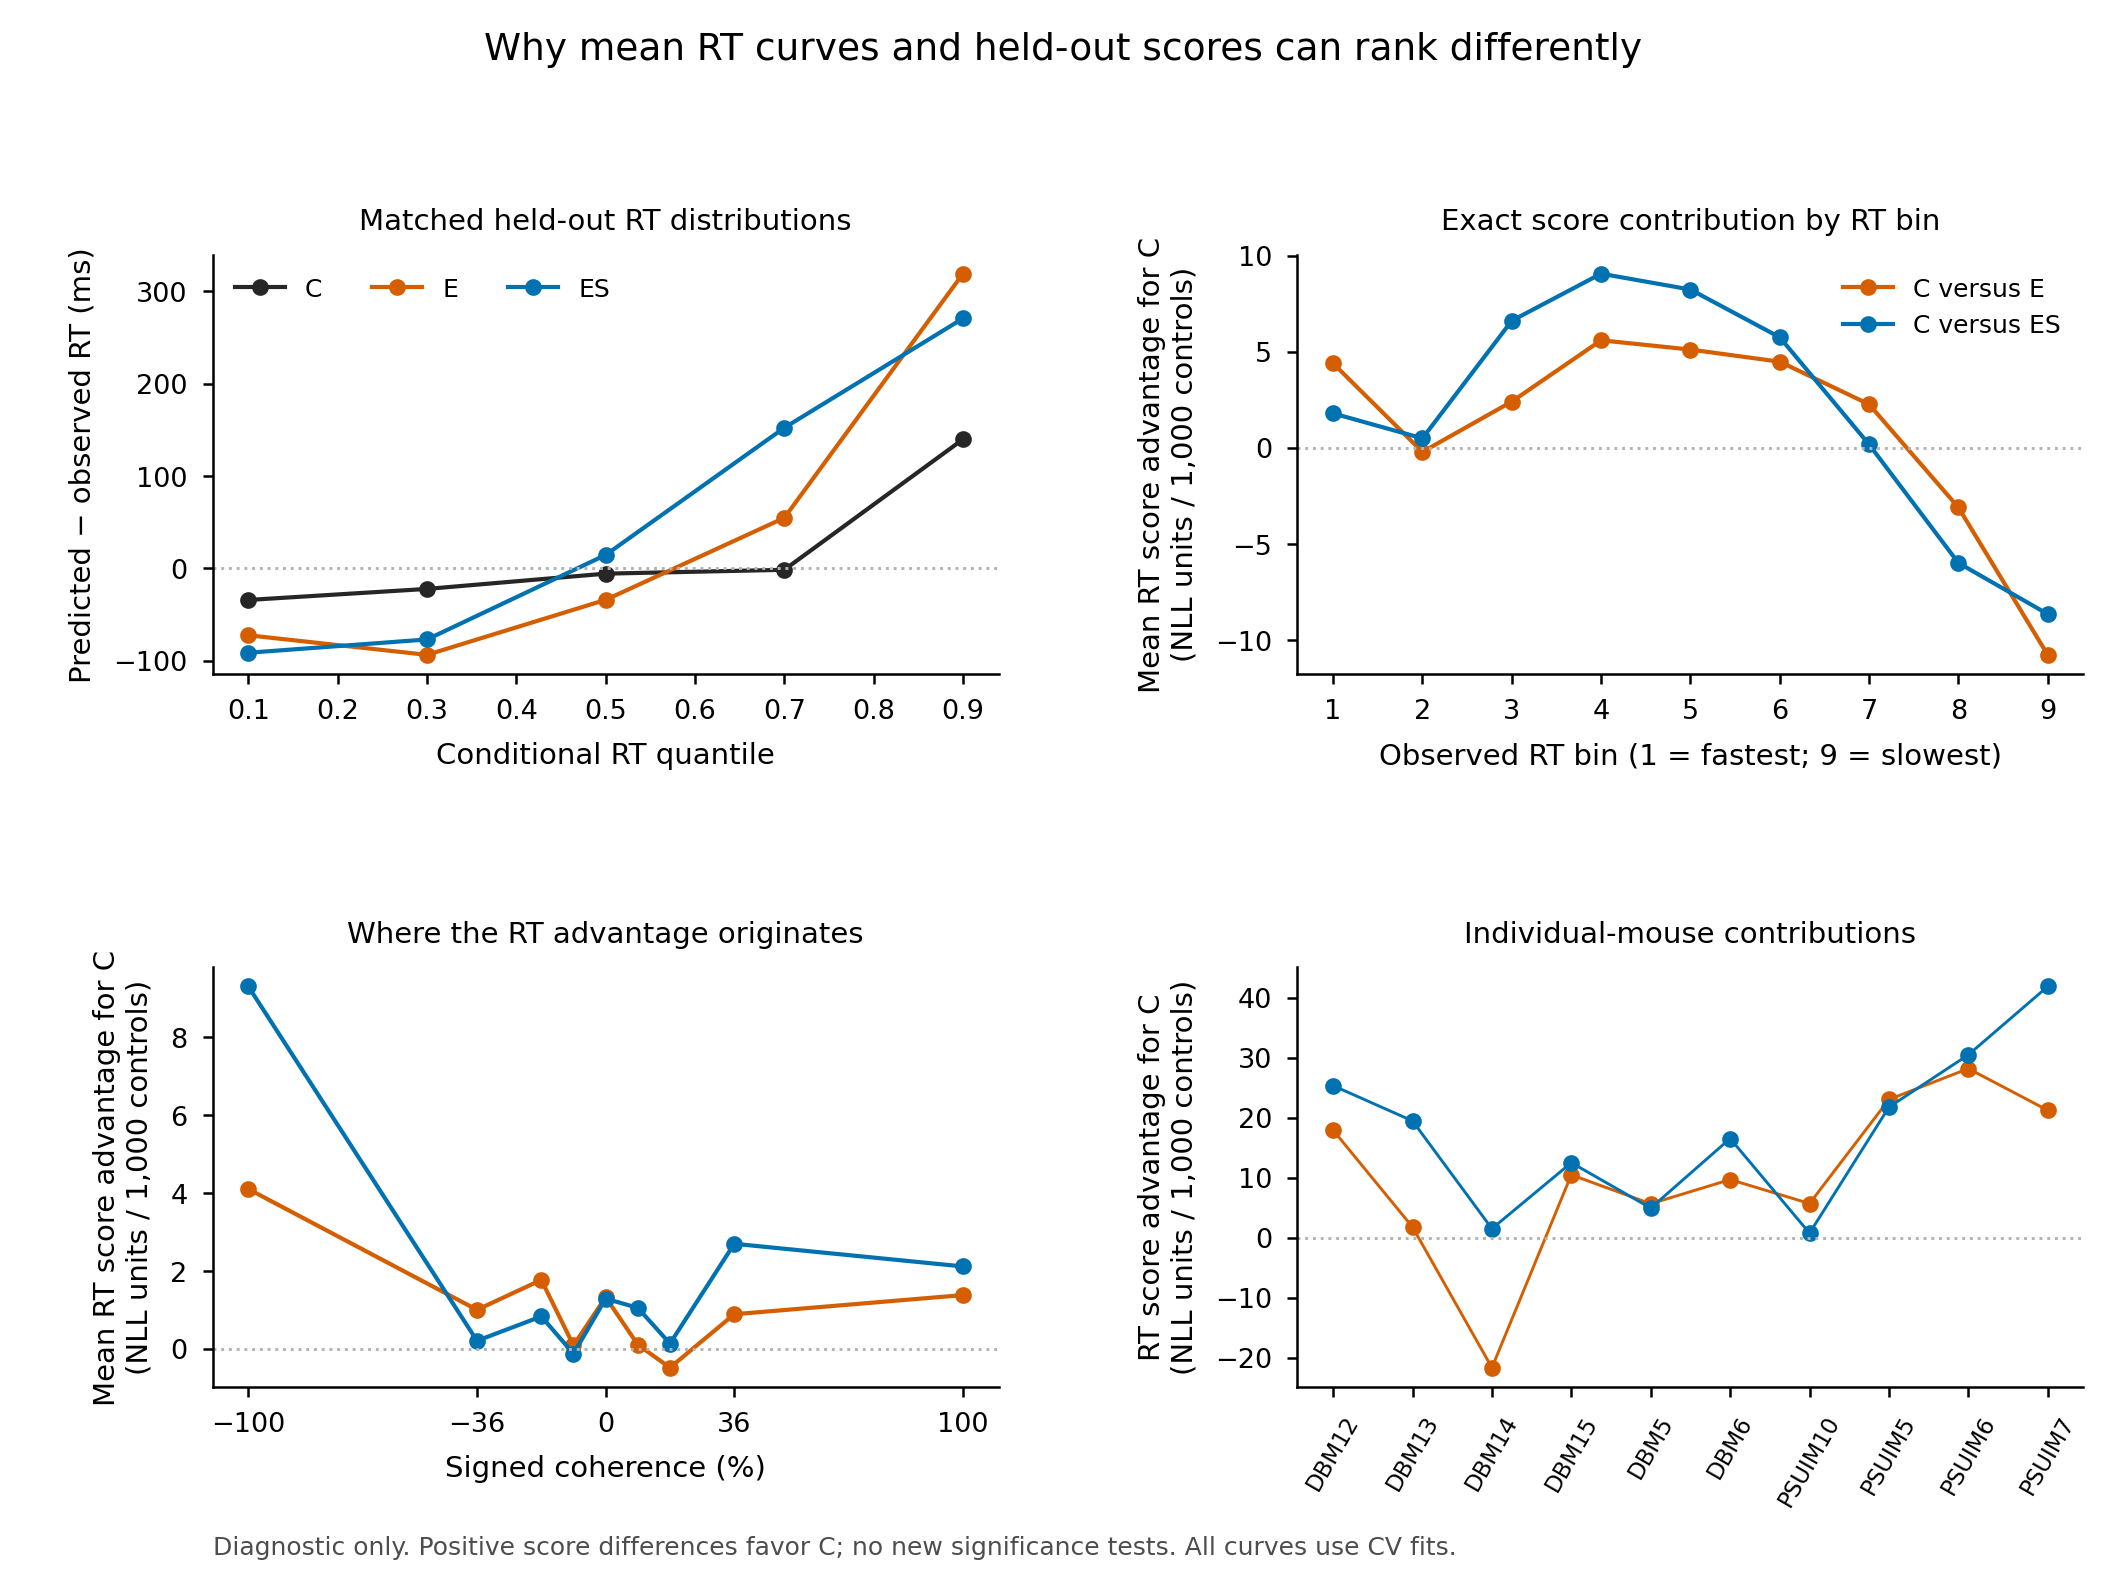 Why mean RT curves and held-out scores can rank differently
Matched held-out RT distributions
Predicted − observed RT (ms)
C
E
ES
300
200
100
0
−100
0.1 0.2 0.3 0.4 0.5 0.6 0.7 0.8 0.9
Conditional RT quantile
Exact score contribution by RT bin
Mean RT score advantage for C
(NLL units / 1,000 controls)
C versus E
C versus ES
10
5
0
−5
−10
1 2 3 4 5 6 7 8 9
Observed RT bin (1 = fastest; 9 = slowest)
Where the RT advantage originates
Mean RT score advantage for C
(NLL units / 1,000 controls)
8
6
4
2
0
−100 −36 0 36 100
Signed coherence (%)
Individual-mouse contributions
RT score advantage for C
(NLL units / 1,000 controls)
40
30
20
10
0
−10
−20
DBM12
DBM13
DBM14
DBM15
DBM5
DBM6
PSUIM10
PSUIM5
PSUIM6
PSUIM7
Diagnostic only. Positive score differences favor C; no new significance tests. All curves use CV fits.